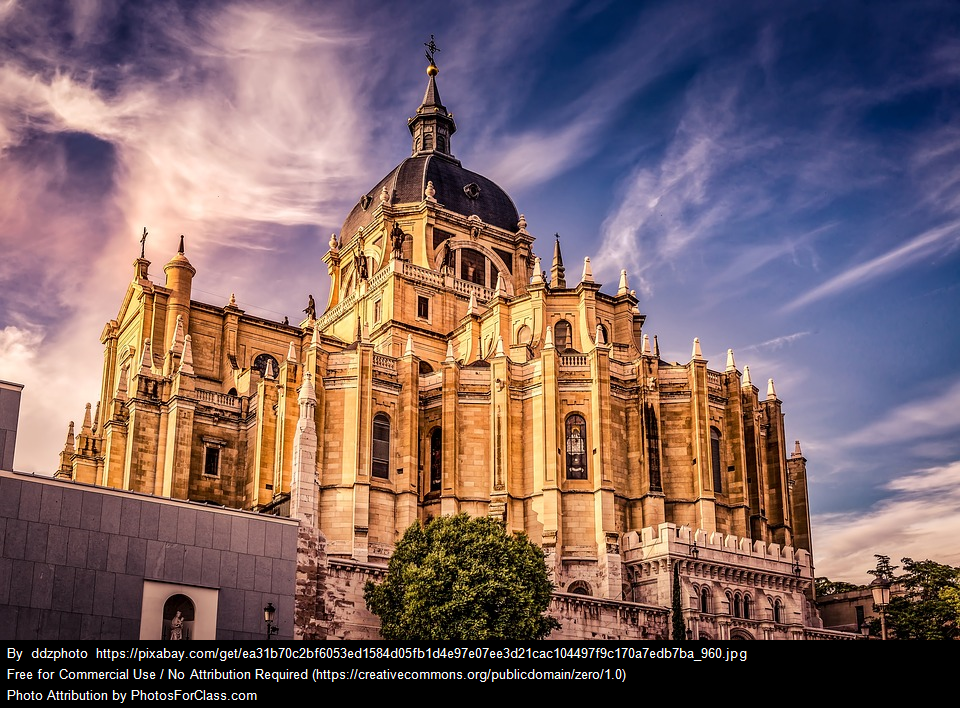 By  ddzphoto  https://pixabay.com/get/ea31b70c2bf6053ed1584d05fb1d4e97e07ee3d21cac104497f9c170a7edb7ba_960.jpg
Free for Commercial Use / No Attribution Required (https://creativecommons.org/publicdomain/zero/1.0)
Photo Attribution by PhotosForClass.com